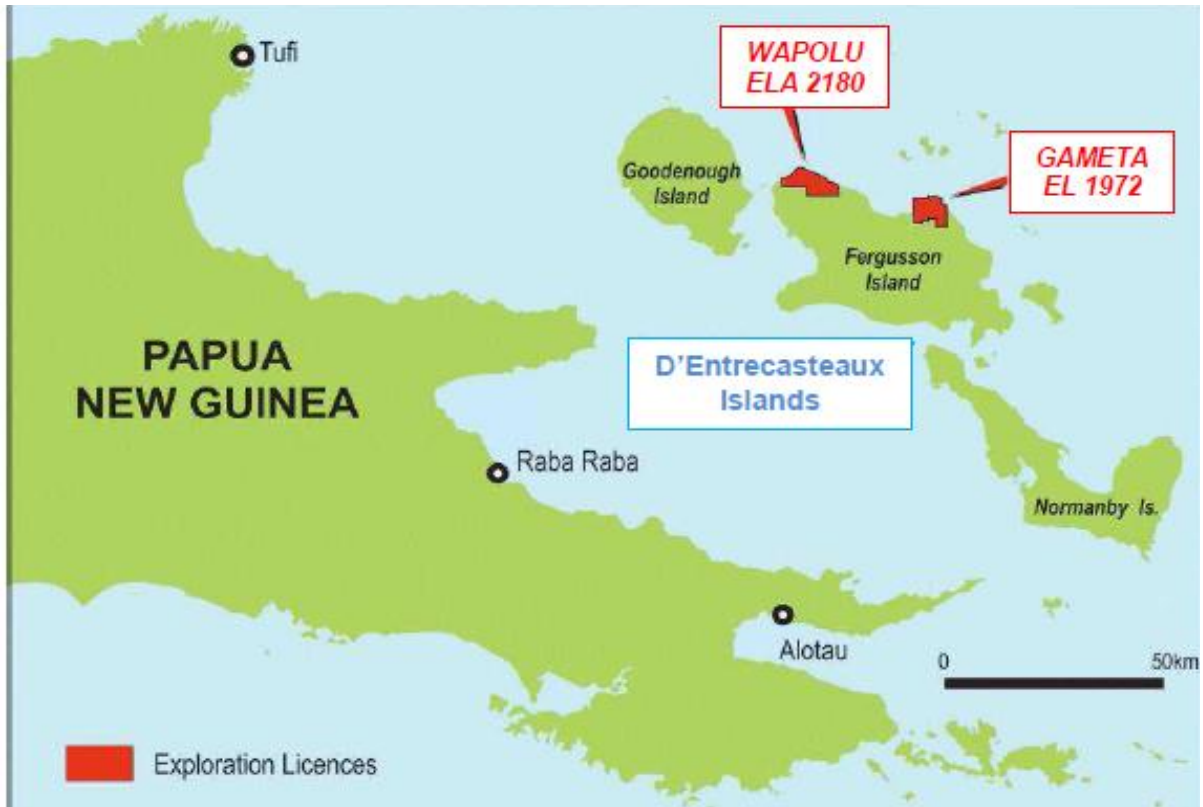 Tufi
WAPOLU
ELA 2180
Goodenough
Island
GAMETA
EL 1972
Fergusson
Island
PAPUA
NEW GUINEA
D'Entrecasteaux
Islands
Raba Raba
Normanby Is.
Alotau
0 50km
Exploration Licences